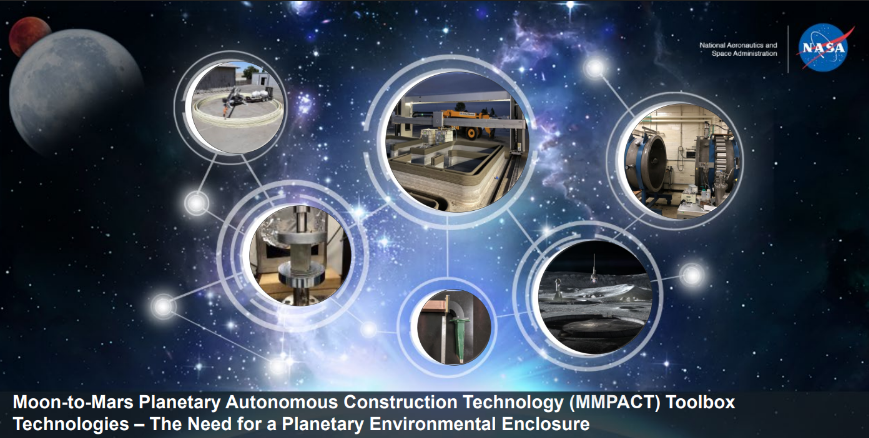 National Aeronautics and
Space Administration
NASA
Moon-to-Mars Planetary Autonomous Construction Technology (MMPACT) Toolbox
Technologies – The Need for a Planetary Environmental Enclosure